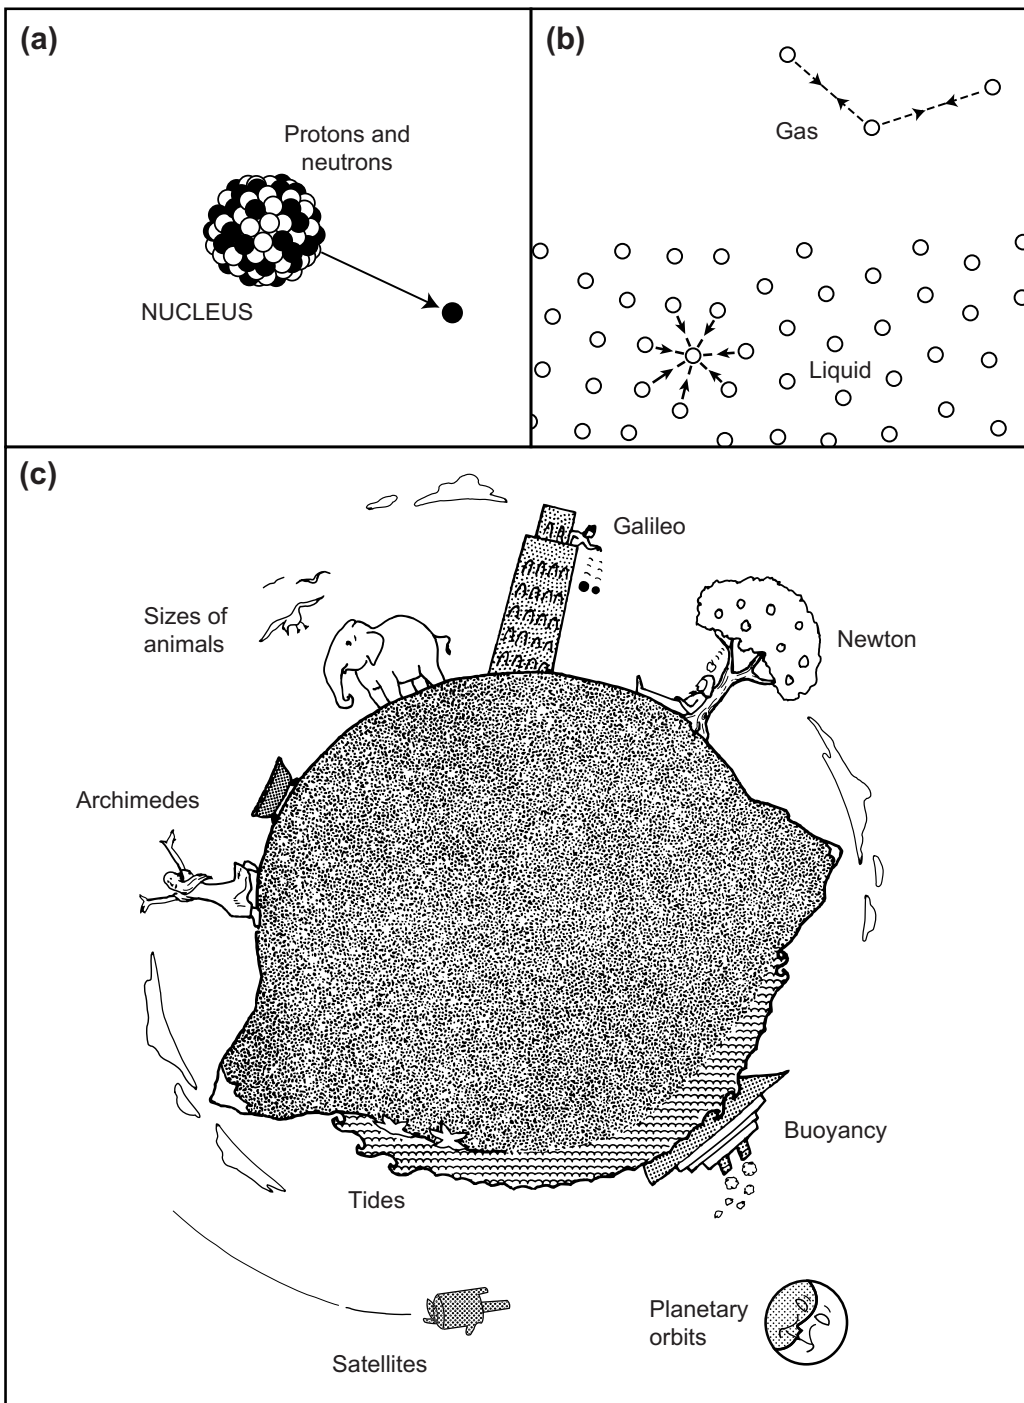 (a)
Protons and
neutrons
NUCLEUS
(b)
Gas
Liquid
(c)
Galileo
Sizes of
animals
Newton
Archimedes
Buoyancy
Tides
Planetary
orbits
Satellites